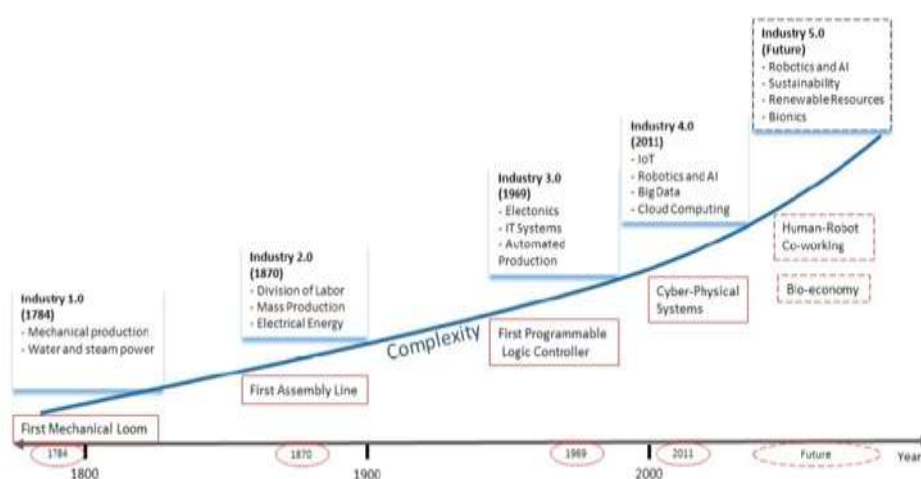 Industry 5.0
(Future)
- Robotics and AI
- Sustainability
- Renewable Resources
- Bionics
Industry 4.0
(2011)
- IoT
- Robotics and AI
- Big Data
- Cloud Computing
Industry 3.0
(1969)
- Electonics
- IT Systems
- Automated
Production
Industry 2.0
(1870)
- Division of Labor
- Mass Production
- Electrical Energy
Industry 1.0
(1784)
- Mechanical production
- Water and steam power
Human-Robot
Co-working
Bio-economy
Cyber-Physical
Systems
First Programmable
Logic Controller
Complexity
First Assembly Line
First Mechanical Loom
1784
1870
1969
2011
Future
Year
1800
1900
2000